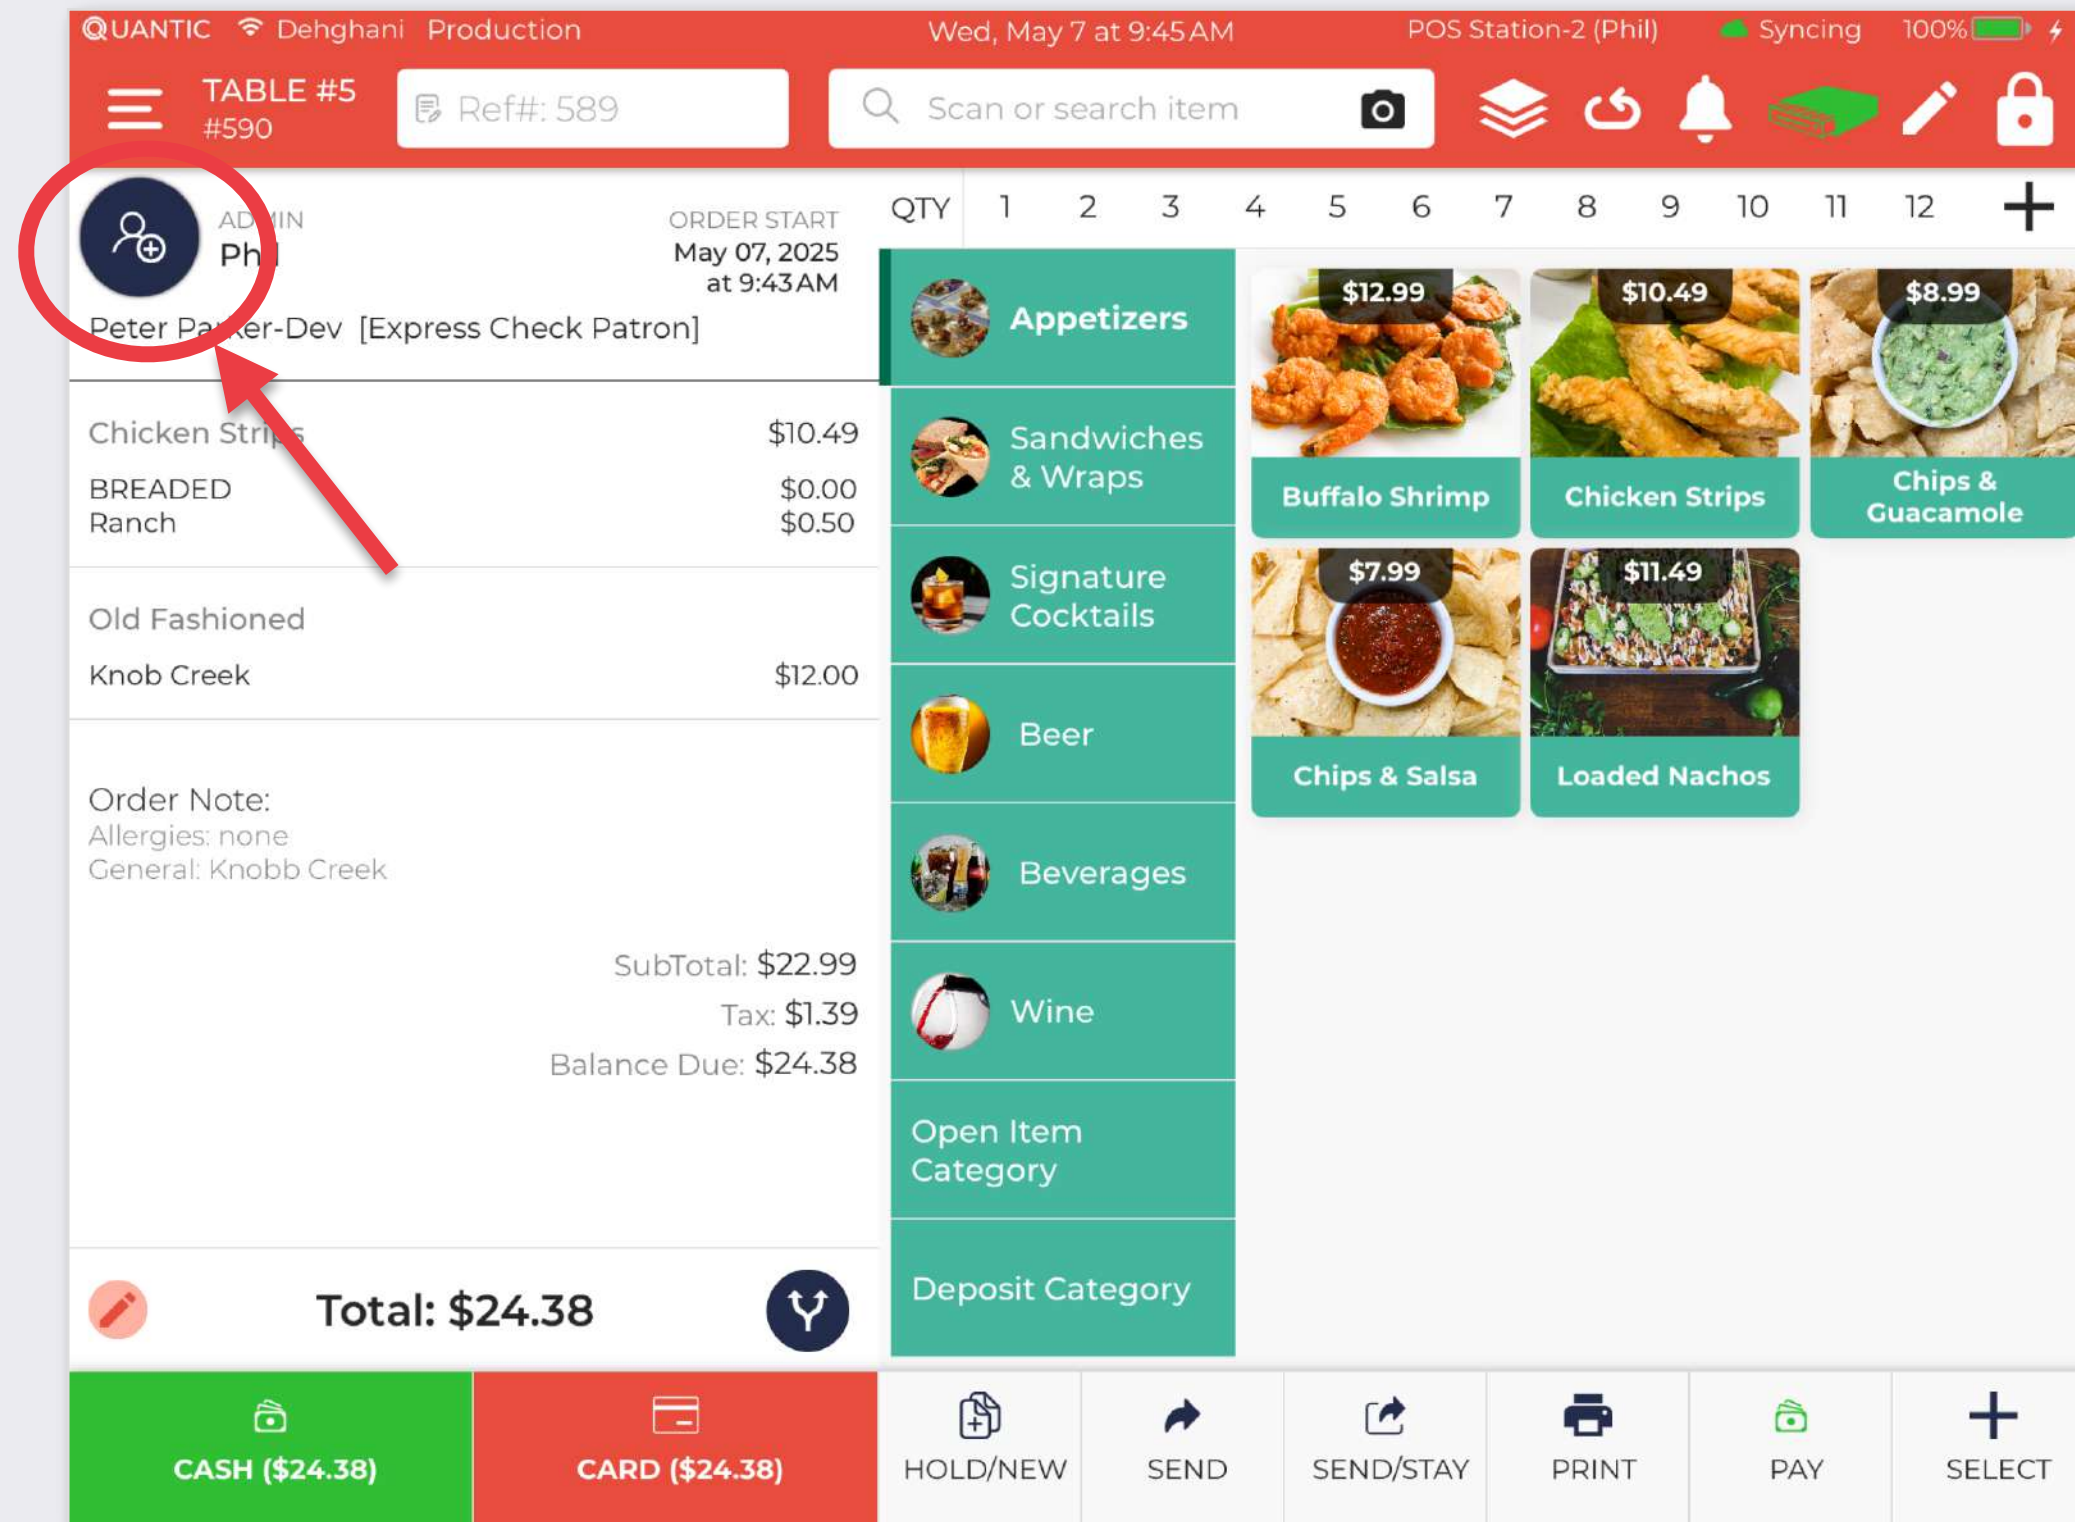 QUANTIC Dehghani Production
Wed, May 7 at 9:45 AM
POS Station-2 (Phil) Syncing 100%
TABLE #5
#590
Ref#: 589
Scan or search item
ADMIN
Phil
ORDER START
May 07, 2025
at 9:43 AM
Peter Parker-Dev [Express Check Patron]
Chicken Strips $10.49
BREADED $0.00
Ranch $0.50
Old Fashioned
Knob Creek $12.00
Order Note:
Allergies: none
General: Knobb Creek
SubTotal: $22.99
Tax: $1.39
Balance Due: $24.38
Total: $24.38
CASH ($24.38)
CARD ($24.38)
QTY 1 2 3 4 5 6 7 8 9 10 11 12
Appetizers
Sandwiches
& Wraps
Signature
Cocktails
Beer
Beverages
Wine
Open Item
Category
Deposit Category
$12.99
Buffalo Shrimp
$10.49
Chicken Strips
$8.99
Chips &
Guacamole
$7.99
Chips & Salsa
$11.49
Loaded Nachos
HOLD/NEW
SEND
SEND/STAY
PRINT
PAY
SELECT